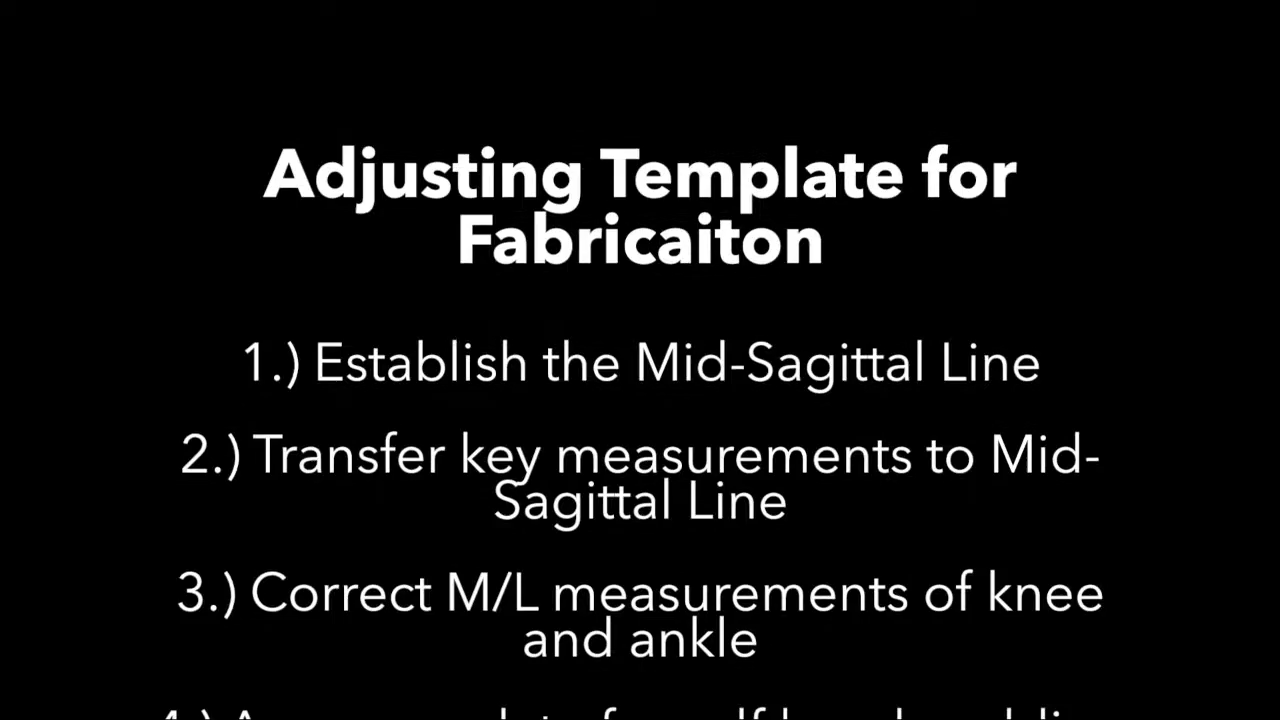 Adjusting Template for
Fabricaiton
1.) Establish the Mid-Sagittal Line
2.) Transfer key measurements to Mid-
Sagittal Line
3.) Correct M/L measurements of knee
and ankle